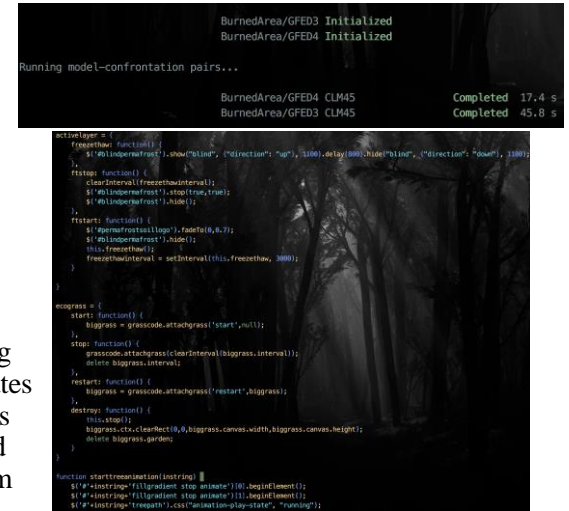 BurnedArea/GFED3 Initialized
BurnedArea/GFED4 Initialized
Running model-confrontation pairs...
BurnedArea/GFED4 CLM45 Completed 17.4 s
BurnedArea/GFED3 CLM45 Completed 45.8 s
activelayer = {
freezethaw: function() {
$('#blindpermafrost').show("blind", {"direction": "up"}, 1100).delay(800).hide("blind", {"direction": "down"}, 1100);
},
ftstop: function() {
clearInterval(freezethawinterval);
$('#blindpermafrost').stop(true,true);
$('#blindpermafrost').hide();
},
ftstart: function() {
$('#permafrostsoillogo').fadeTo(0,0.7);
$('#blindpermafrost').hide();
this.freezethaw();
freezethawinterval = setInterval(this.freezethaw, 3000);
}
}
ecograss = {
start: function() {
biggrass = grasscode.attachgrass('start',null);
},
stop: function() {
grasscode.attachgrass(clearInterval(biggrass.interval));
delete biggrass.interval;
},
restart: function() {
biggrass = grasscode.attachgrass('restart',biggrass);
},
destroy: function() {
this.stop();
biggrass.ctx.clearRect(0,0,biggrass.canvas.width,biggrass.canvas.height);
delete biggrass.garden;
}
}
function starttreeanimation(instring) {
$('#'+instring+'fillgradient stop animate')[0].beginElement();
$('#'+instring+'fillgradient stop animate')[1].beginElement();
$('#'+instring+'treepath').css("animation-play-state", "running");